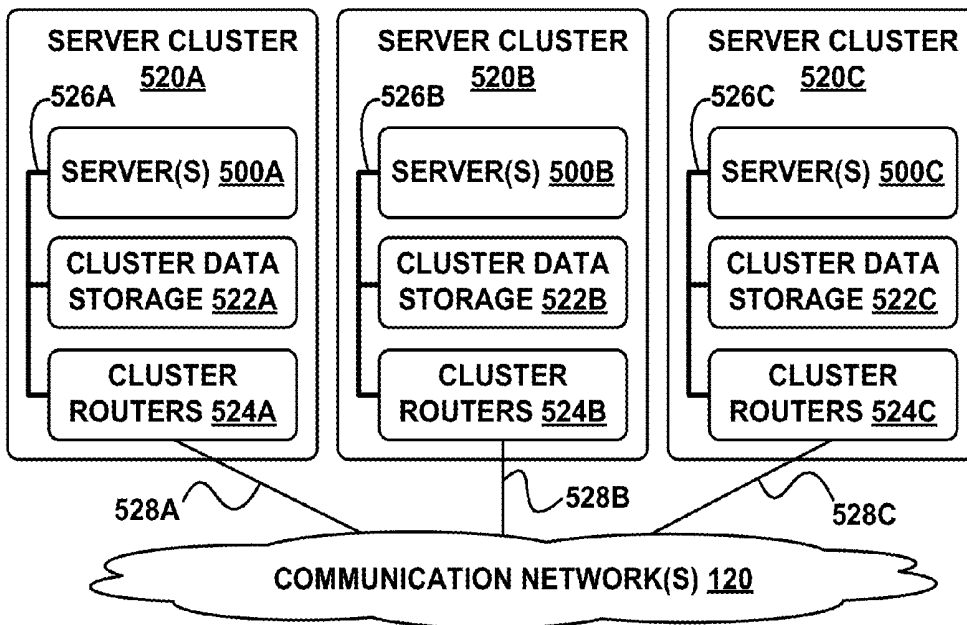 SERVER CLUSTER
520A
526A
SERVER(S) 500A
CLUSTER DATA
STORAGE 522A
CLUSTER
ROUTERS 524A
SERVER CLUSTER
520B
526B
SERVER(S) 500B
CLUSTER DATA
STORAGE 522B
CLUSTER
ROUTERS 524B
SERVER CLUSTER
520C
526C
SERVER(S) 500C
CLUSTER DATA
STORAGE 522C
CLUSTER
ROUTERS 524C
528A
528B
528C
COMMUNICATION NETWORK(S) 120